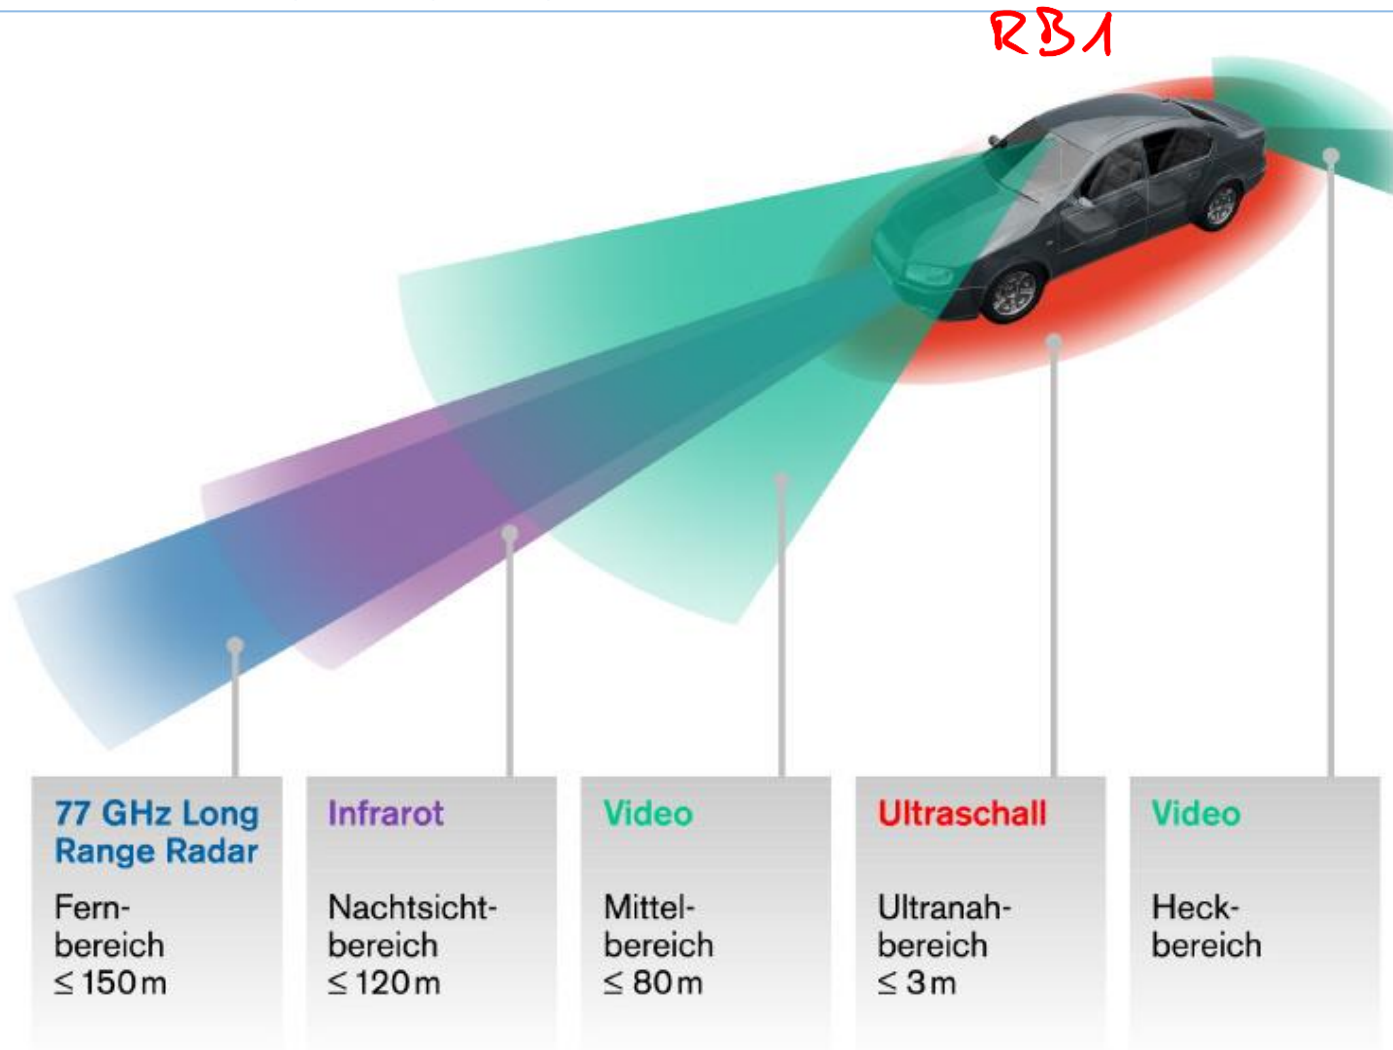 RB1
77 GHz Long
Range Radar
Fern-
bereich
≤ 150 m
Infrarot
Nachtsicht-
bereich
≤ 120 m
Video
Mittel-
bereich
≤ 80 m
Ultraschall
Ultranah-
bereich
≤ 3 m
Video
Heck-
bereich